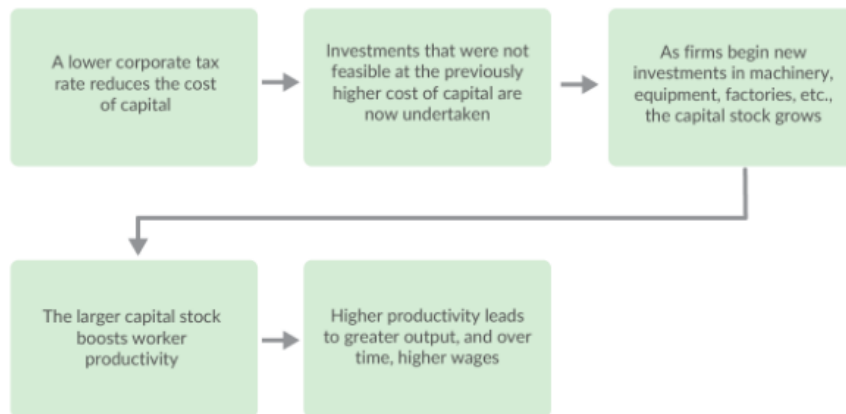 A lower corporate tax
rate reduces the cost
of capital
Investments that were not
feasible at the previously
higher cost of capital are
now undertaken
As firms begin new
investments in machinery,
equipment, factories, etc.,
the capital stock grows
The larger capital stock
boosts worker
productivity
Higher productivity leads
to greater output, and over
time, higher wages